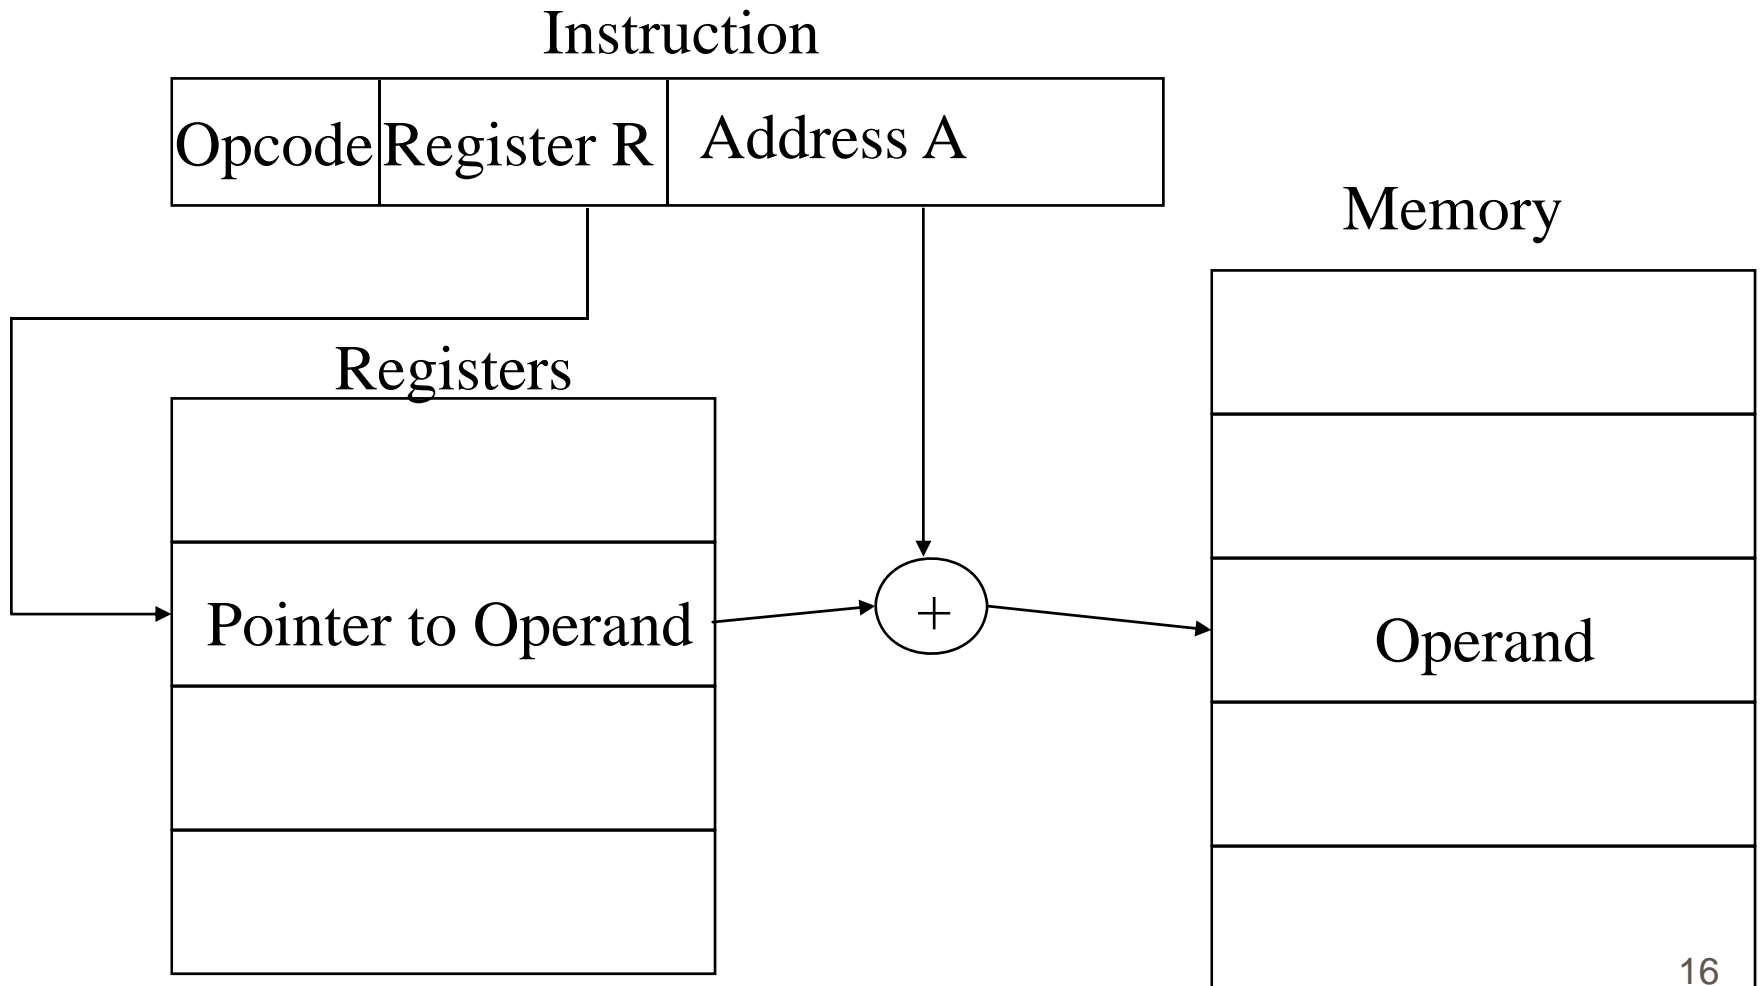 Instruction
Opcode Register R Address A
Memory
Registers
Pointer to Operand + Operand
16